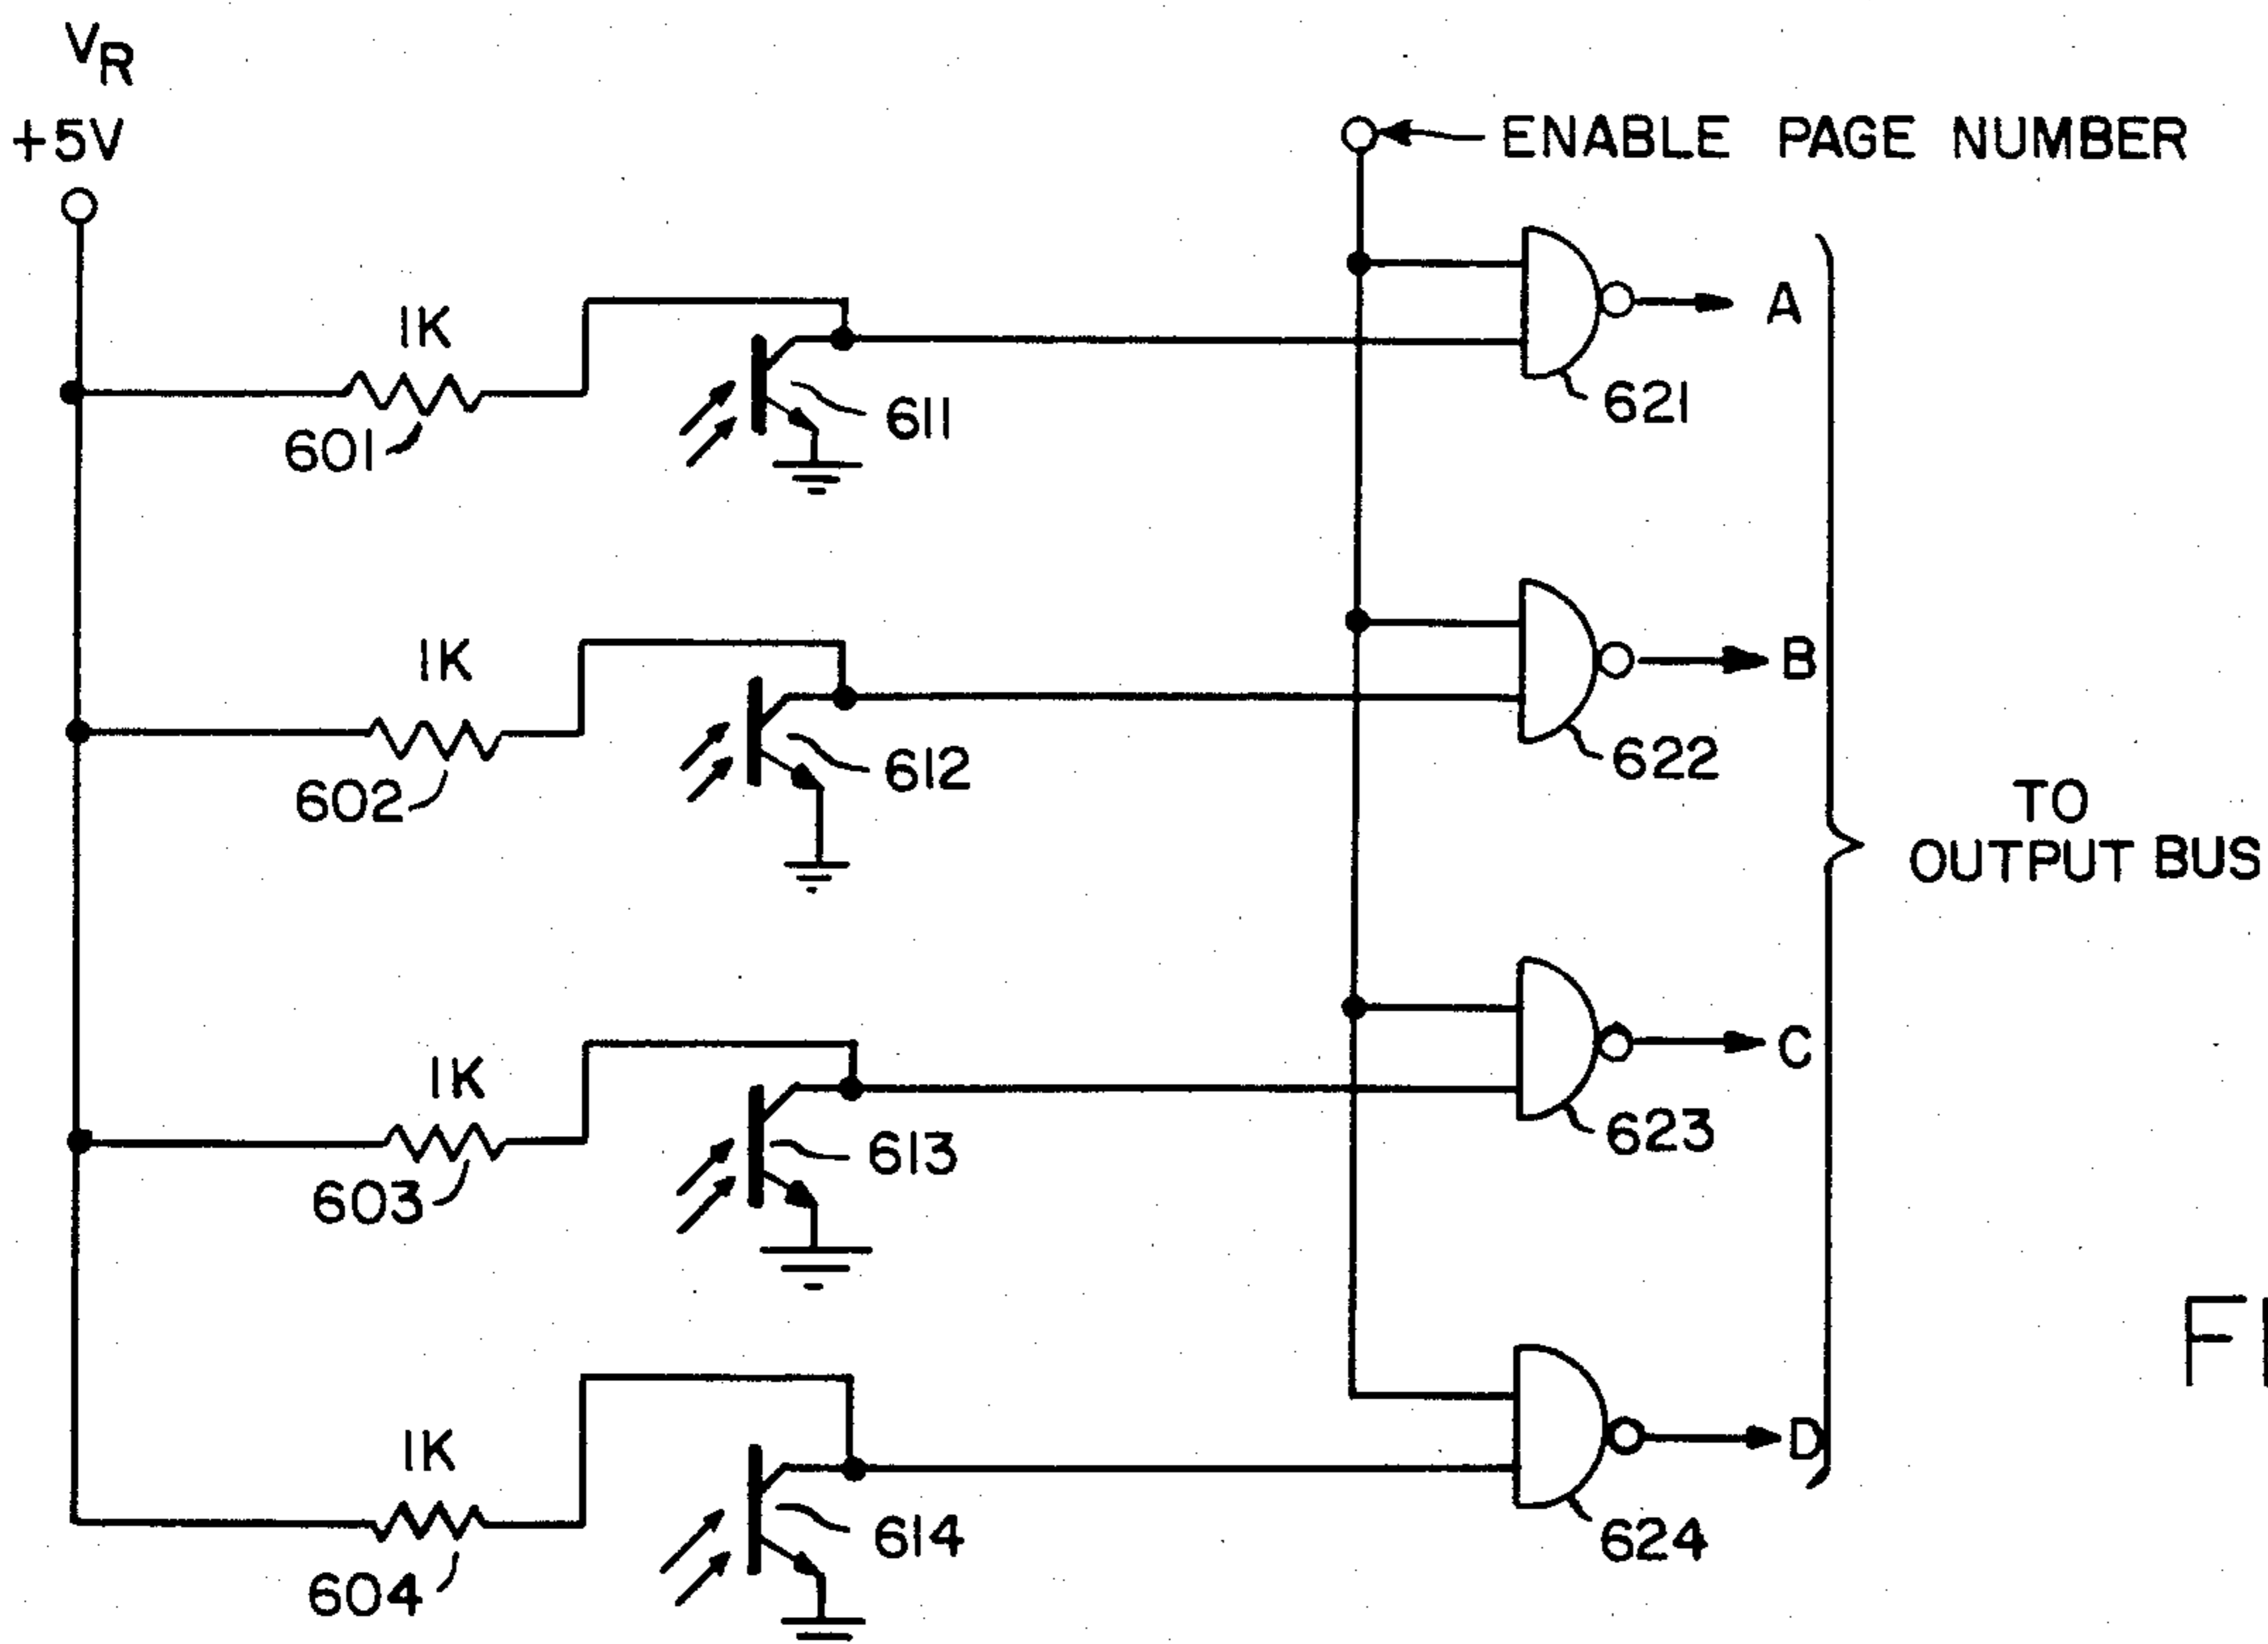 VR
+5V
ENABLE PAGE NUMBER
1K
601
611
621
A
1K
602
612
622
B
TO
OUTPUT BUS
1K
603
613
623
C
1K
604
614
624
D